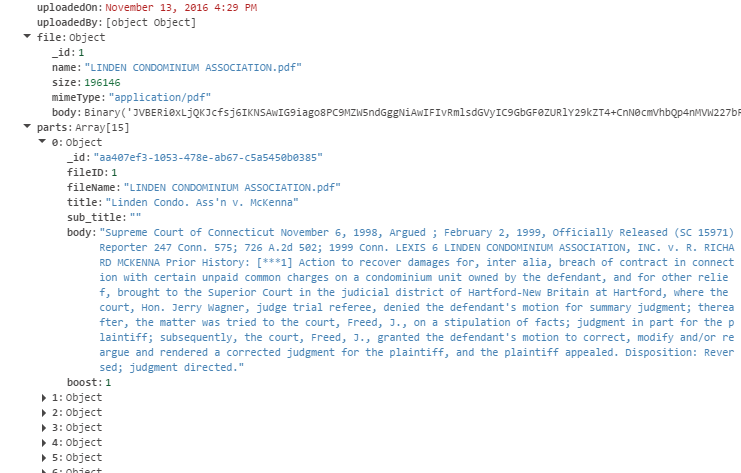 uploadedOn: November 13, 2016 4:29 PM
uploadedBy: [object Object]
file: Object
_id: 1
name: "LINDEN CONDOMINIUM ASSOCIATION.pdf"
size: 196146
mimeType: "application/pdf"
body: Binary('JVBERi0xLjQKJcfsj6IKNSAwIG9iago8PC9MZW5ndGggNiAwIFIvRmlsdGVyIC9GbGF0ZURlY29kZT4+CnN0cmVhbQp4nMVW227bF
parts: Array[15]
0: Object
_id: "aa407ef3-1053-478e-ab67-c5a5450b0385"
fileID: 1
fileName: "LINDEN CONDOMINIUM ASSOCIATION.pdf"
title: "Linden Condo. Ass'n v. McKenna"
sub_title: ""
body: "Supreme Court of Connecticut November 6, 1998, Argued ; February 2, 1999, Officially Released (SC 15971)
Reporter 247 Conn. 575; 726 A.2d 502; 1999 Conn. LEXIS 6 LINDEN CONDOMINIUM ASSOCIATION, INC. v. R. RICHA
RD MCKENNA Prior History: [***1] Action to recover damages for, inter alia, breach of contract in connect
ion with certain unpaid common charges on a condominium unit owned by the defendant, and for other relie
f, brought to the Superior Court in the judicial district of Hartford-New Britain at Hartford, where the
court, Hon. Jerry Wagner, judge trial referee, denied the defendant's motion for summary judgment; therea
fter, the matter was tried to the court, Freed, J., on a stipulation of facts; judgment in part for the p
laintiff; subsequently, the court, Freed, J., granted the defendant's motion to correct, modify and/or re
argue and rendered a corrected judgment for the plaintiff, and the plaintiff appealed. Disposition: Rever
sed; judgment directed."
boost: 1
1: Object
2: Object
3: Object
4: Object
5: Object
6: Object